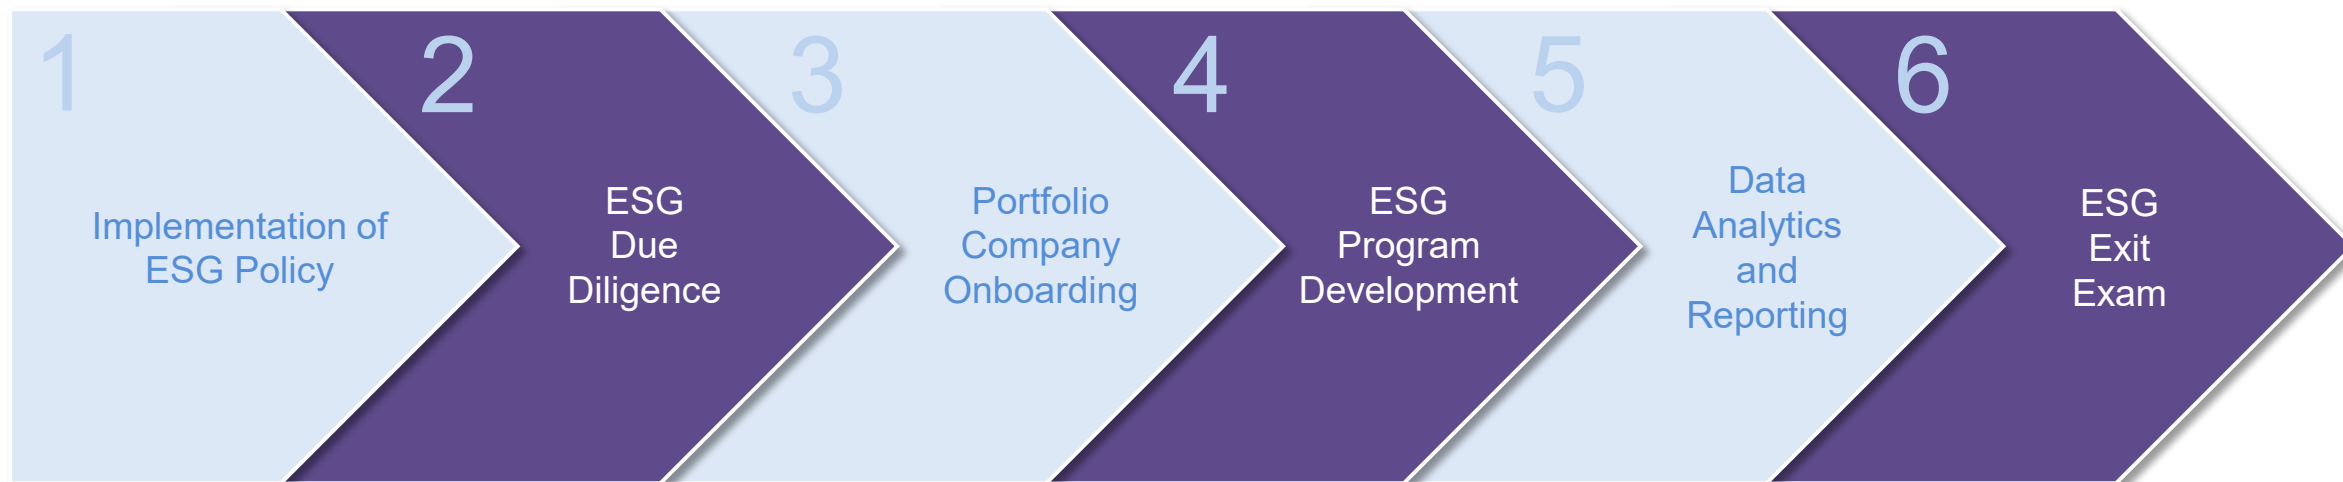 1
Implementation of
ESG Policy
2
ESG
Due
Diligence
3
Portfolio
Company
Onboarding
4
ESG
Program
Development
5
Data
Analytics
and
Reporting
6
ESG
Exit
Exam